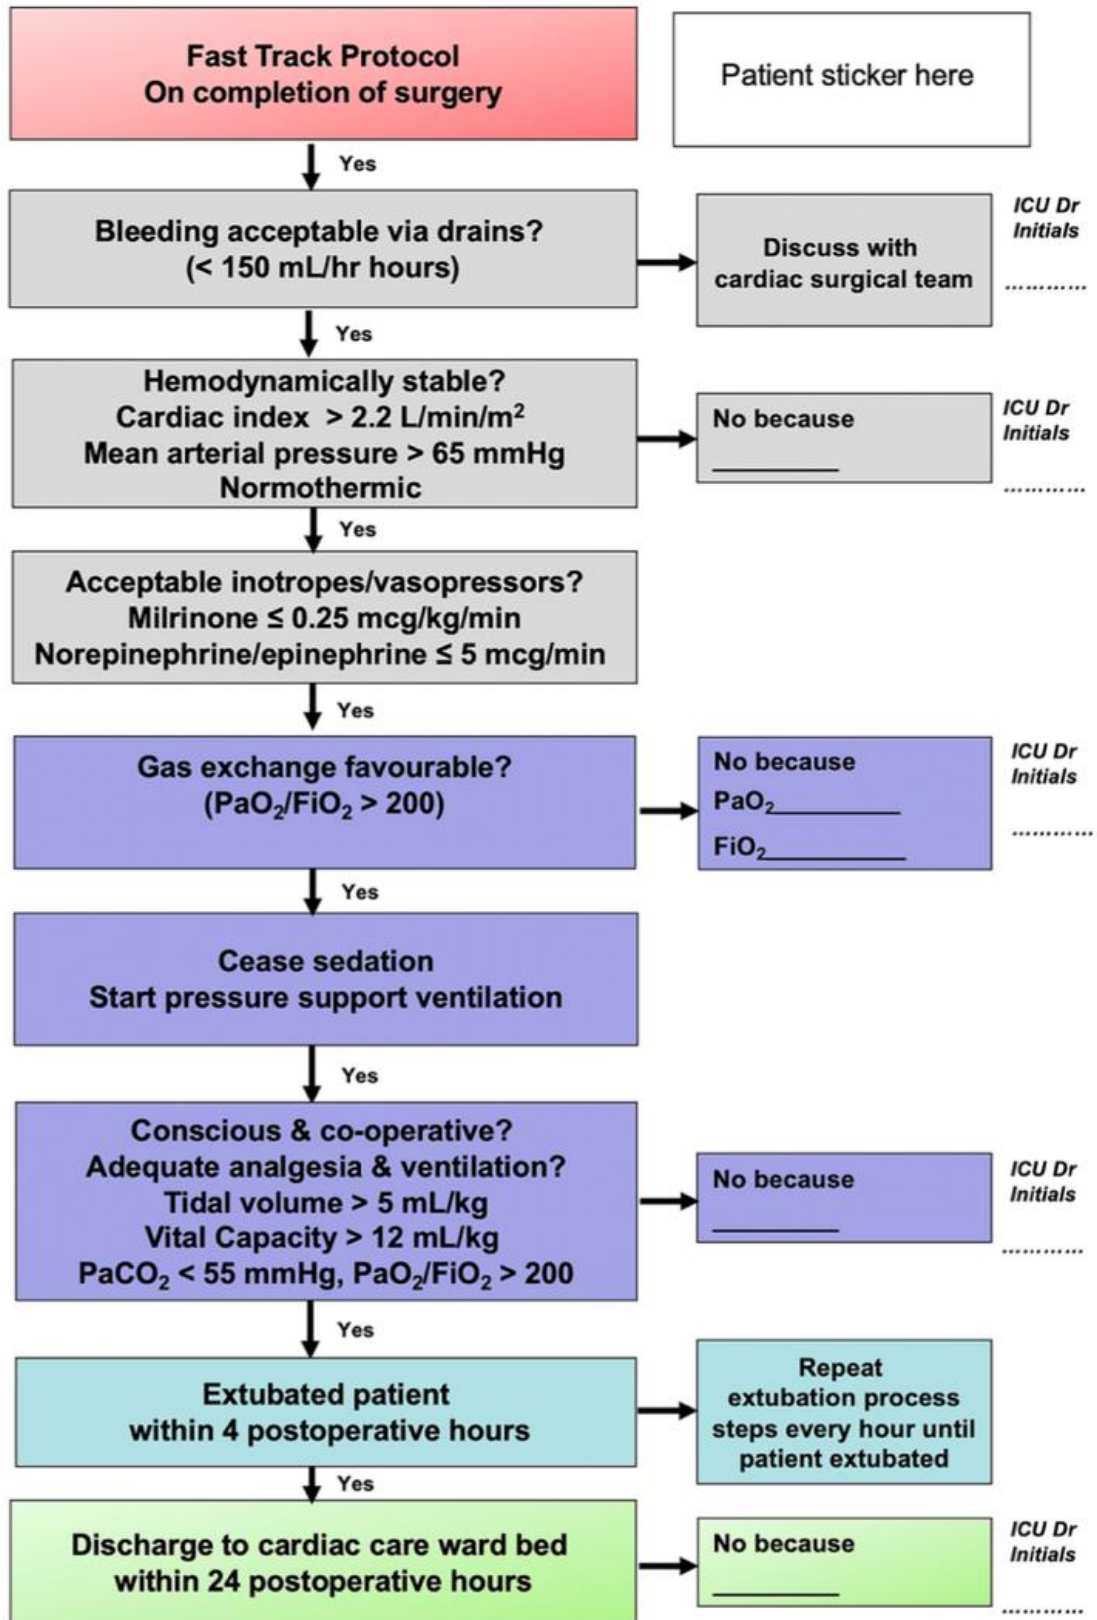 Fast Track Protocol
On completion of surgery
Patient sticker here
Yes
Bleeding acceptable via drains?
(< 150 mL/hr hours)
Discuss with
cardiac surgical team
ICU Dr
Initials
…………
Yes
Hemodynamically stable?
Cardiac index > 2.2 L/min/m²
Mean arterial pressure > 65 mmHg
Normothermic
No because
_________
ICU Dr
Initials
…………
Yes
Acceptable inotropes/vasopressors?
Milrinone ≤ 0.25 mcg/kg/min
Norepinephrine/epinephrine ≤ 5 mcg/min
Yes
Gas exchange favourable?
(PaO₂/FiO₂ > 200)
No because
PaO₂_________
FiO₂_________
ICU Dr
Initials
…………
Yes
Cease sedation
Start pressure support ventilation
Yes
Conscious & co-operative?
Adequate analgesia & ventilation?
Tidal volume > 5 mL/kg
Vital Capacity > 12 mL/kg
PaCO₂ < 55 mmHg, PaO₂/FiO₂ > 200
No because
_________
ICU Dr
Initials
…………
Yes
Extubated patient
within 4 postoperative hours
Repeat
extubation process
steps every hour until
patient extubated
Yes
Discharge to cardiac care ward bed
within 24 postoperative hours
No because
_________
ICU Dr
Initials
…………